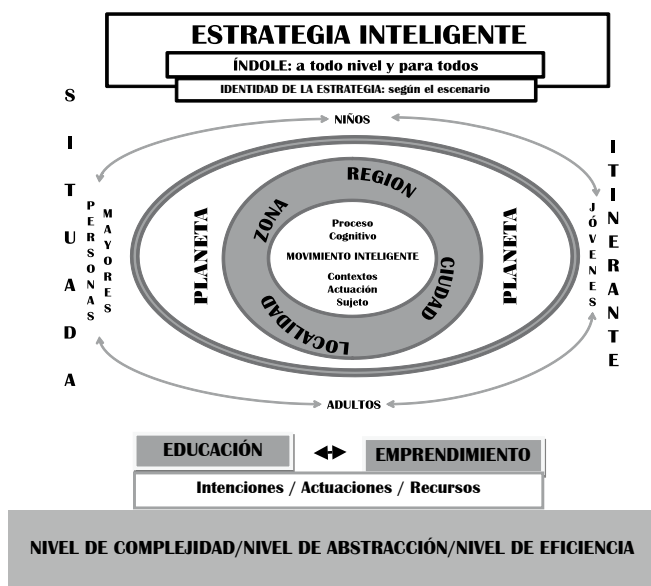 ESTRATEGIA INTELIGENTE
ÍNDOLE: a todo nivel y para todos
IDENTIDAD DE LA ESTRATEGIA: según el escenario
SITUADA
ITINERANTE
NIÑOS
PERSONAS
MAYORES
JÓVENES
PLANETA
PLANETA
REGION
ZONA
CIUDAD
LOCALIDAD
Proceso
Cognitivo
MOVIMIENTO INTELIGENTE
Contextos
Actuación
Sujeto
ADULTOS
EDUCACIÓN
EMPRENDIMIENTO
Intenciones / Actuaciones / Recursos
NIVEL DE COMPLEJIDAD/NIVEL DE ABSTRACCIÓN/NIVEL DE EFICIENCIA